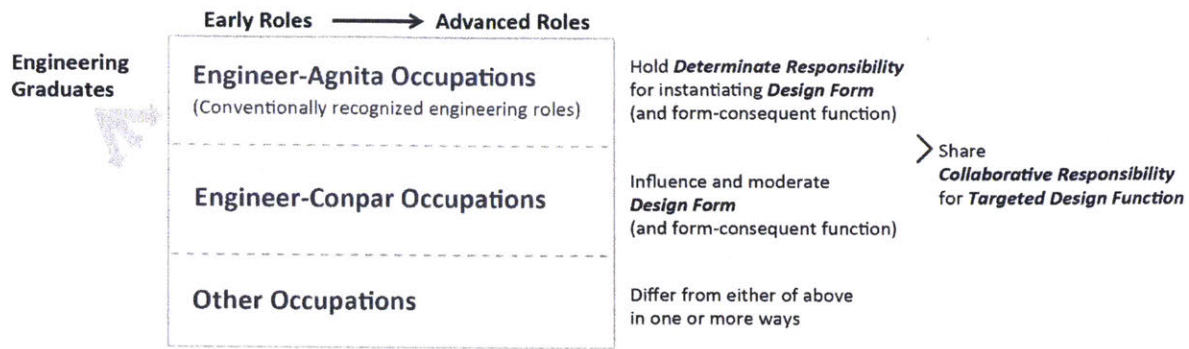 Early Roles Advanced Roles
Engineering
Graduates
Engineer-Agnita Occupations
(Conventionally recognized engineering roles)
Hold Determinate Responsibility
for instantiating Design Form
(and form-consequent function)
Share
Collaborative Responsibility
for Targeted Design Function
Engineer-Conpar Occupations
Influence and moderate
Design Form
(and form-consequent function)
Other Occupations
Differ from either of above
in one or more ways